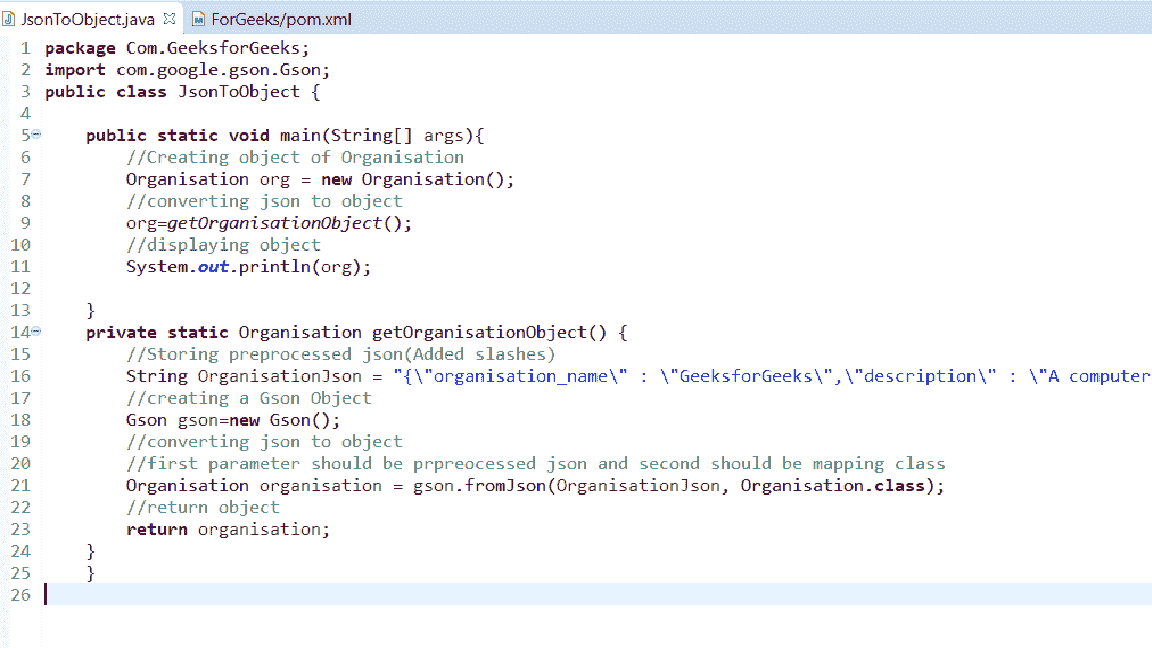 JsonToObject.java ForGeeks/pom.xml
1 package Com.GeeksforGeeks;
2 import com.google.gson.Gson;
3 public class JsonToObject {
4
5 public static void main(String[] args){
6 //Creating object of Organisation
7 Organisation org = new Organisation();
8 //converting json to object
9 org=getOrganisationObject();
10 //displaying object
11 System.out.println(org);
12
13 }
14 private static Organisation getOrganisationObject() {
15 //Storing preprocessed json(Added slashes)
16 String OrganisationJson = "{\"organisation_name\" : \"GeeksforGeeks\",\"description\" : \"A computer
17 //creating a Gson Object
18 Gson gson=new Gson();
19 //converting json to object
20 //first parameter should be prpreocessed json and second should be mapping class
21 Organisation organisation = gson.fromJson(OrganisationJson, Organisation.class);
22 //return object
23 return organisation;
24 }
25 }
26